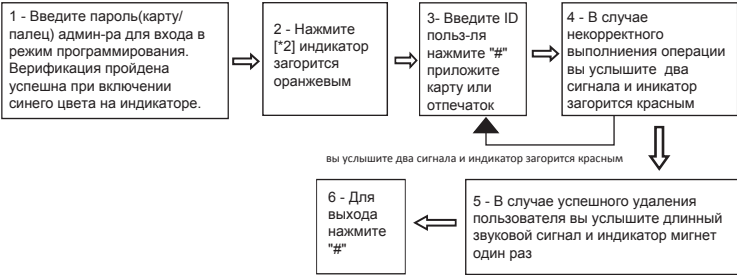 1 - Введите пароль(карту/
палец) админ-ра для входа в
режим программирования.
Верификация пройдена
успешна при включении
синего цвета на индикаторе.
2 - Нажмите
[*2] индикатор
загорится
оранжевым
3- Введите ID
польз-ля
нажмите "#"
приложите
карту или
отпечаток
4 - В случае
некорректного
выполниения операции
вы услышите два
сигнала и иникатор
загорится красным
вы услышите два сигнала и индикатор загорится красным
5 - В случае успешного удаления
пользователя вы услышите длинный
звуковой сигнал и индикатор мигнет
один раз
6 - Для
выхода
нажмите
"#"